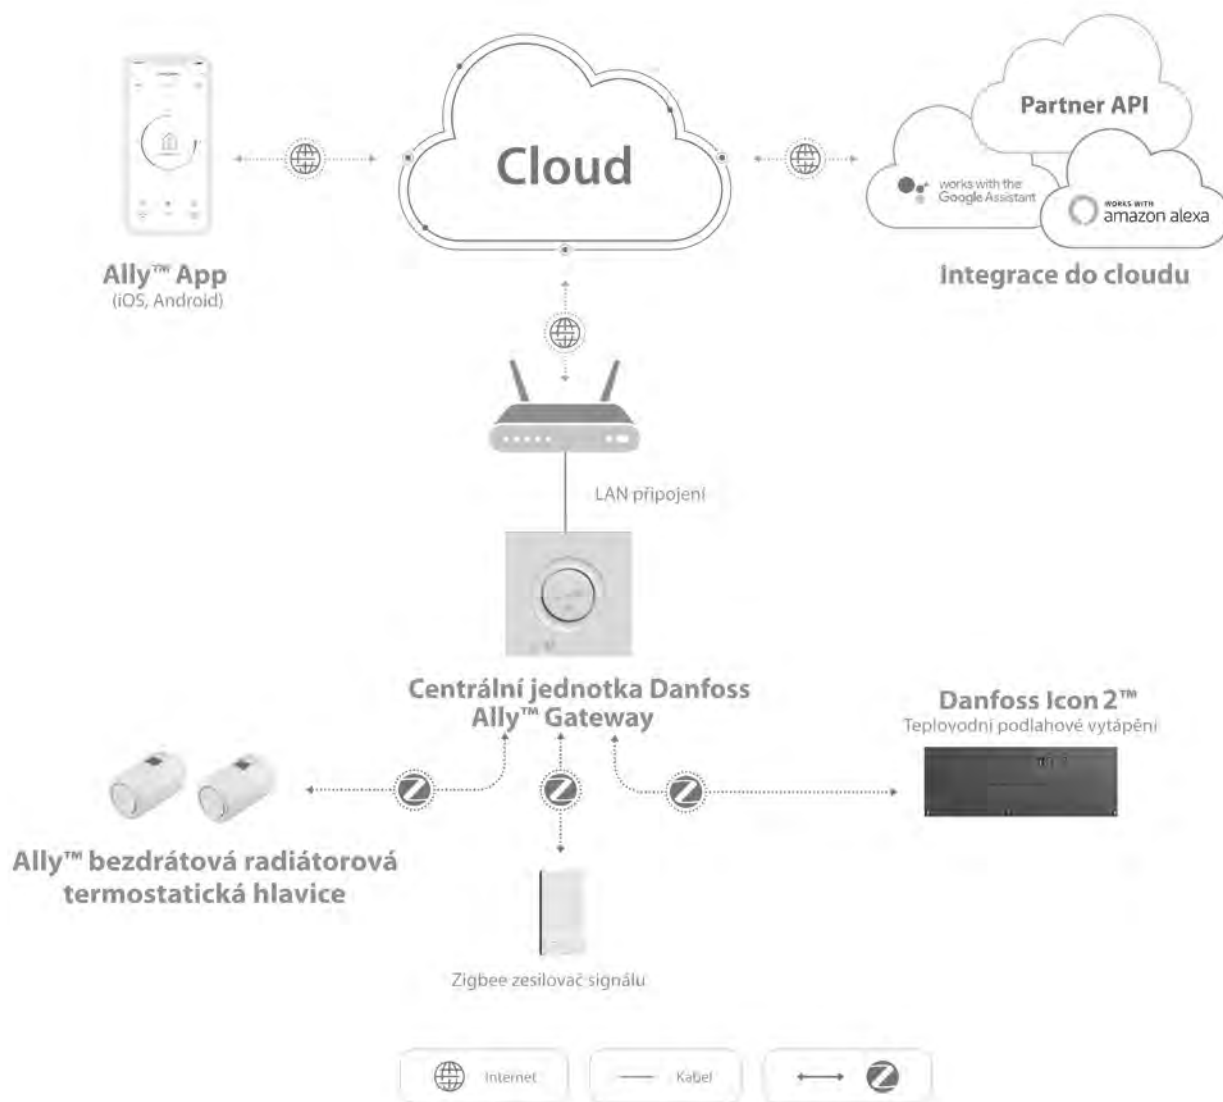 Cloud
Partner API
works with the
Google Assistant
WORKS WITH
amazon alexa
Ally™ App
(iOS, Android)
Integrace do cloudu
LAN připojení
Centrální jednotka Danfoss
Ally™ Gateway
Danfoss Icon 2™
Teplovodní podlahové vytápění
Ally™ bezdrátová radiátorová
termostatická hlavice
Zigbee zesilovač signálu
Internet
Kabel